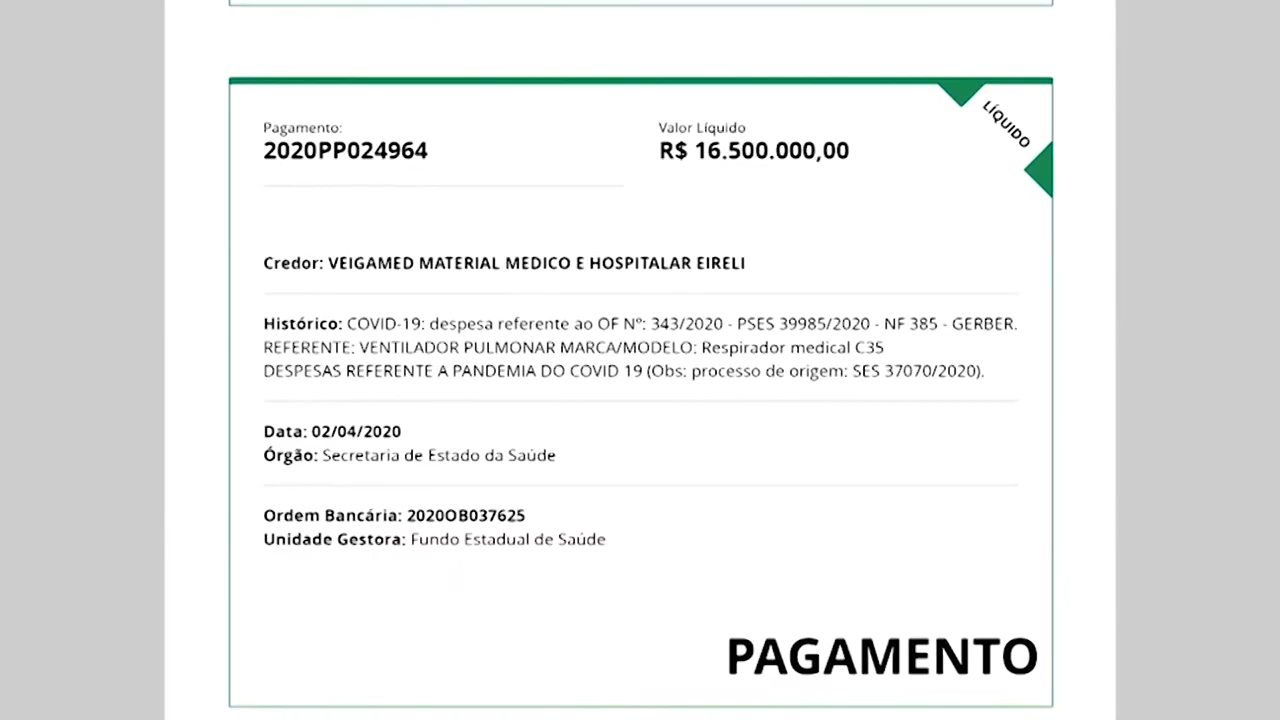 Pagamento:
2020PP024964
Valor Líquido
R$ 16.500.000,00
LÍQUIDO
Credor: VEIGAMED MATERIAL MEDICO E HOSPITALAR EIRELI
Histórico: COVID-19: despesa referente ao OF Nº: 343/2020 - PSES 39985/2020 - NF 385 - GERBER.
REFERENTE: VENTILADOR PULMONAR MARCA/MODELO: Respirador medical C35
DESPESAS REFERENTE A PANDEMIA DO COVID 19 (Obs: processo de origem: SES 37070/2020).
Data: 02/04/2020
Órgão: Secretaria de Estado da Saúde
Ordem Bancária: 2020OB037625
Unidade Gestora: Fundo Estadual de Saúde
PAGAMENTO